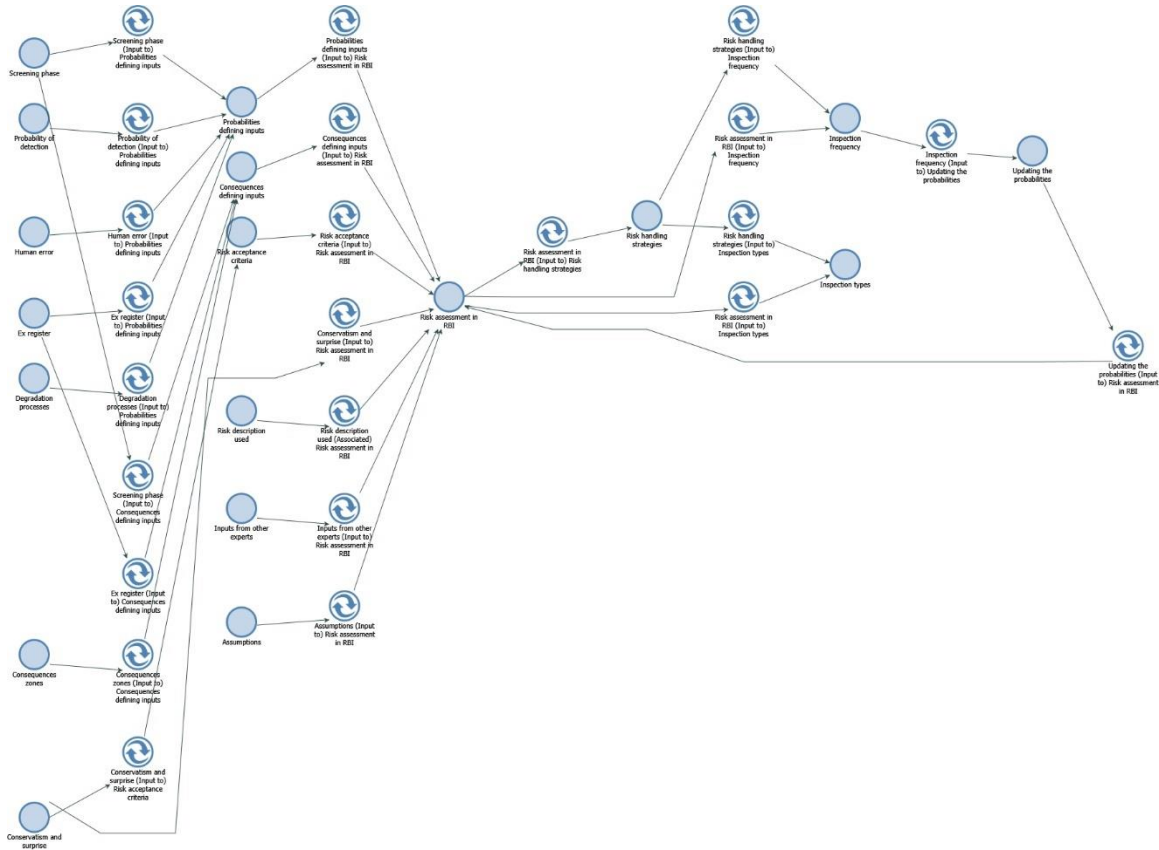 Screening phase
Screening phase
(Input to)
Probabilities
defining inputs
Probabilities
defining inputs
(Input to) Risk
assessment in RBI
Risk handling
strategies (Input to)
Inspection
frequency
Probability of
detection
Probability of
detection (Input to)
Probabilities
defining inputs
Probabilities
defining inputs
Consequences
defining inputs
(Input to) Risk
assessment in RBI
Risk assessment in
RBI (Input to)
Inspection
frequency
Inspection
frequency
Inspection
frequency (Input
to) Updating the
probabilities
Updating the
probabilities
Consequences
defining inputs
Human error
Human error (Input
to) Probabilities
defining inputs
Risk acceptance
criteria
Risk acceptance
criteria (Input to)
Risk assessment in
RBI
Risk assessment in
RBI (Input to) Risk
handling strategies
Risk handling
strategies
Risk handling
strategies (Input to)
Inspection types
Inspection types
Ex register
Ex register (Input
to) Probabilities
defining inputs
Conservatism and
surprise (Input to)
Risk assessment in
RBI
Risk assessment in
RBI
Risk assessment in
RBI (Input to)
Inspection types
Updating the
probabilities (Input
to) Risk assessment
in RBI
Degradation
processes
Degradation
processes (Input to)
Probabilities
defining inputs
Risk description
used
Risk description
used (Associated)
Risk assessment in
RBI
Screening phase
(Input to)
Consequences
defining inputs
Inputs from other
experts
Inputs from other
experts (Input to)
Risk assessment in
RBI
Ex register (Input
to) Consequences
defining inputs
Assumptions
Assumptions (Input
to) Risk assessment
in RBI
Consequences
zones
Consequences
zones (Input to)
Consequences
defining inputs
Conservatism and
surprise (Input to)
Risk acceptance
criteria
Conservatism and
surprise